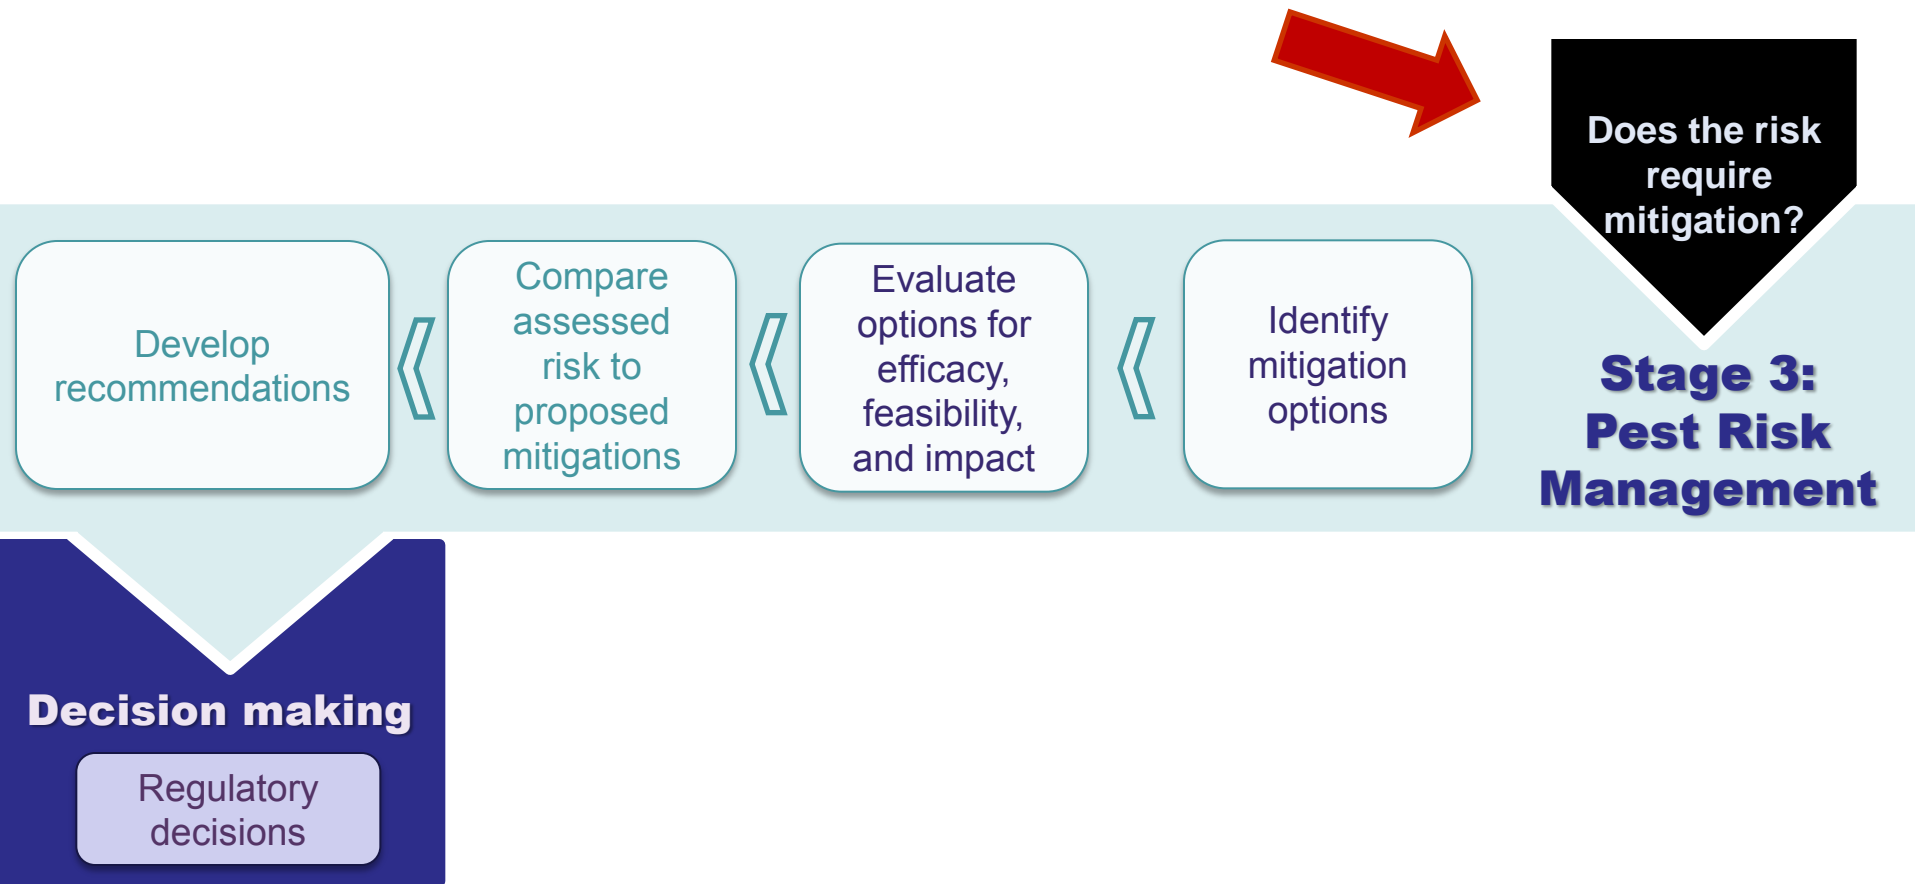 Does the risk
require
mitigation?
Stage 3:
Pest Risk
Management
Identify
mitigation
options
Evaluate
options for
efficacy,
feasibility,
and impact
Compare
assessed
risk to
proposed
mitigations
Develop
recommendations
Decision making
Regulatory
decisions